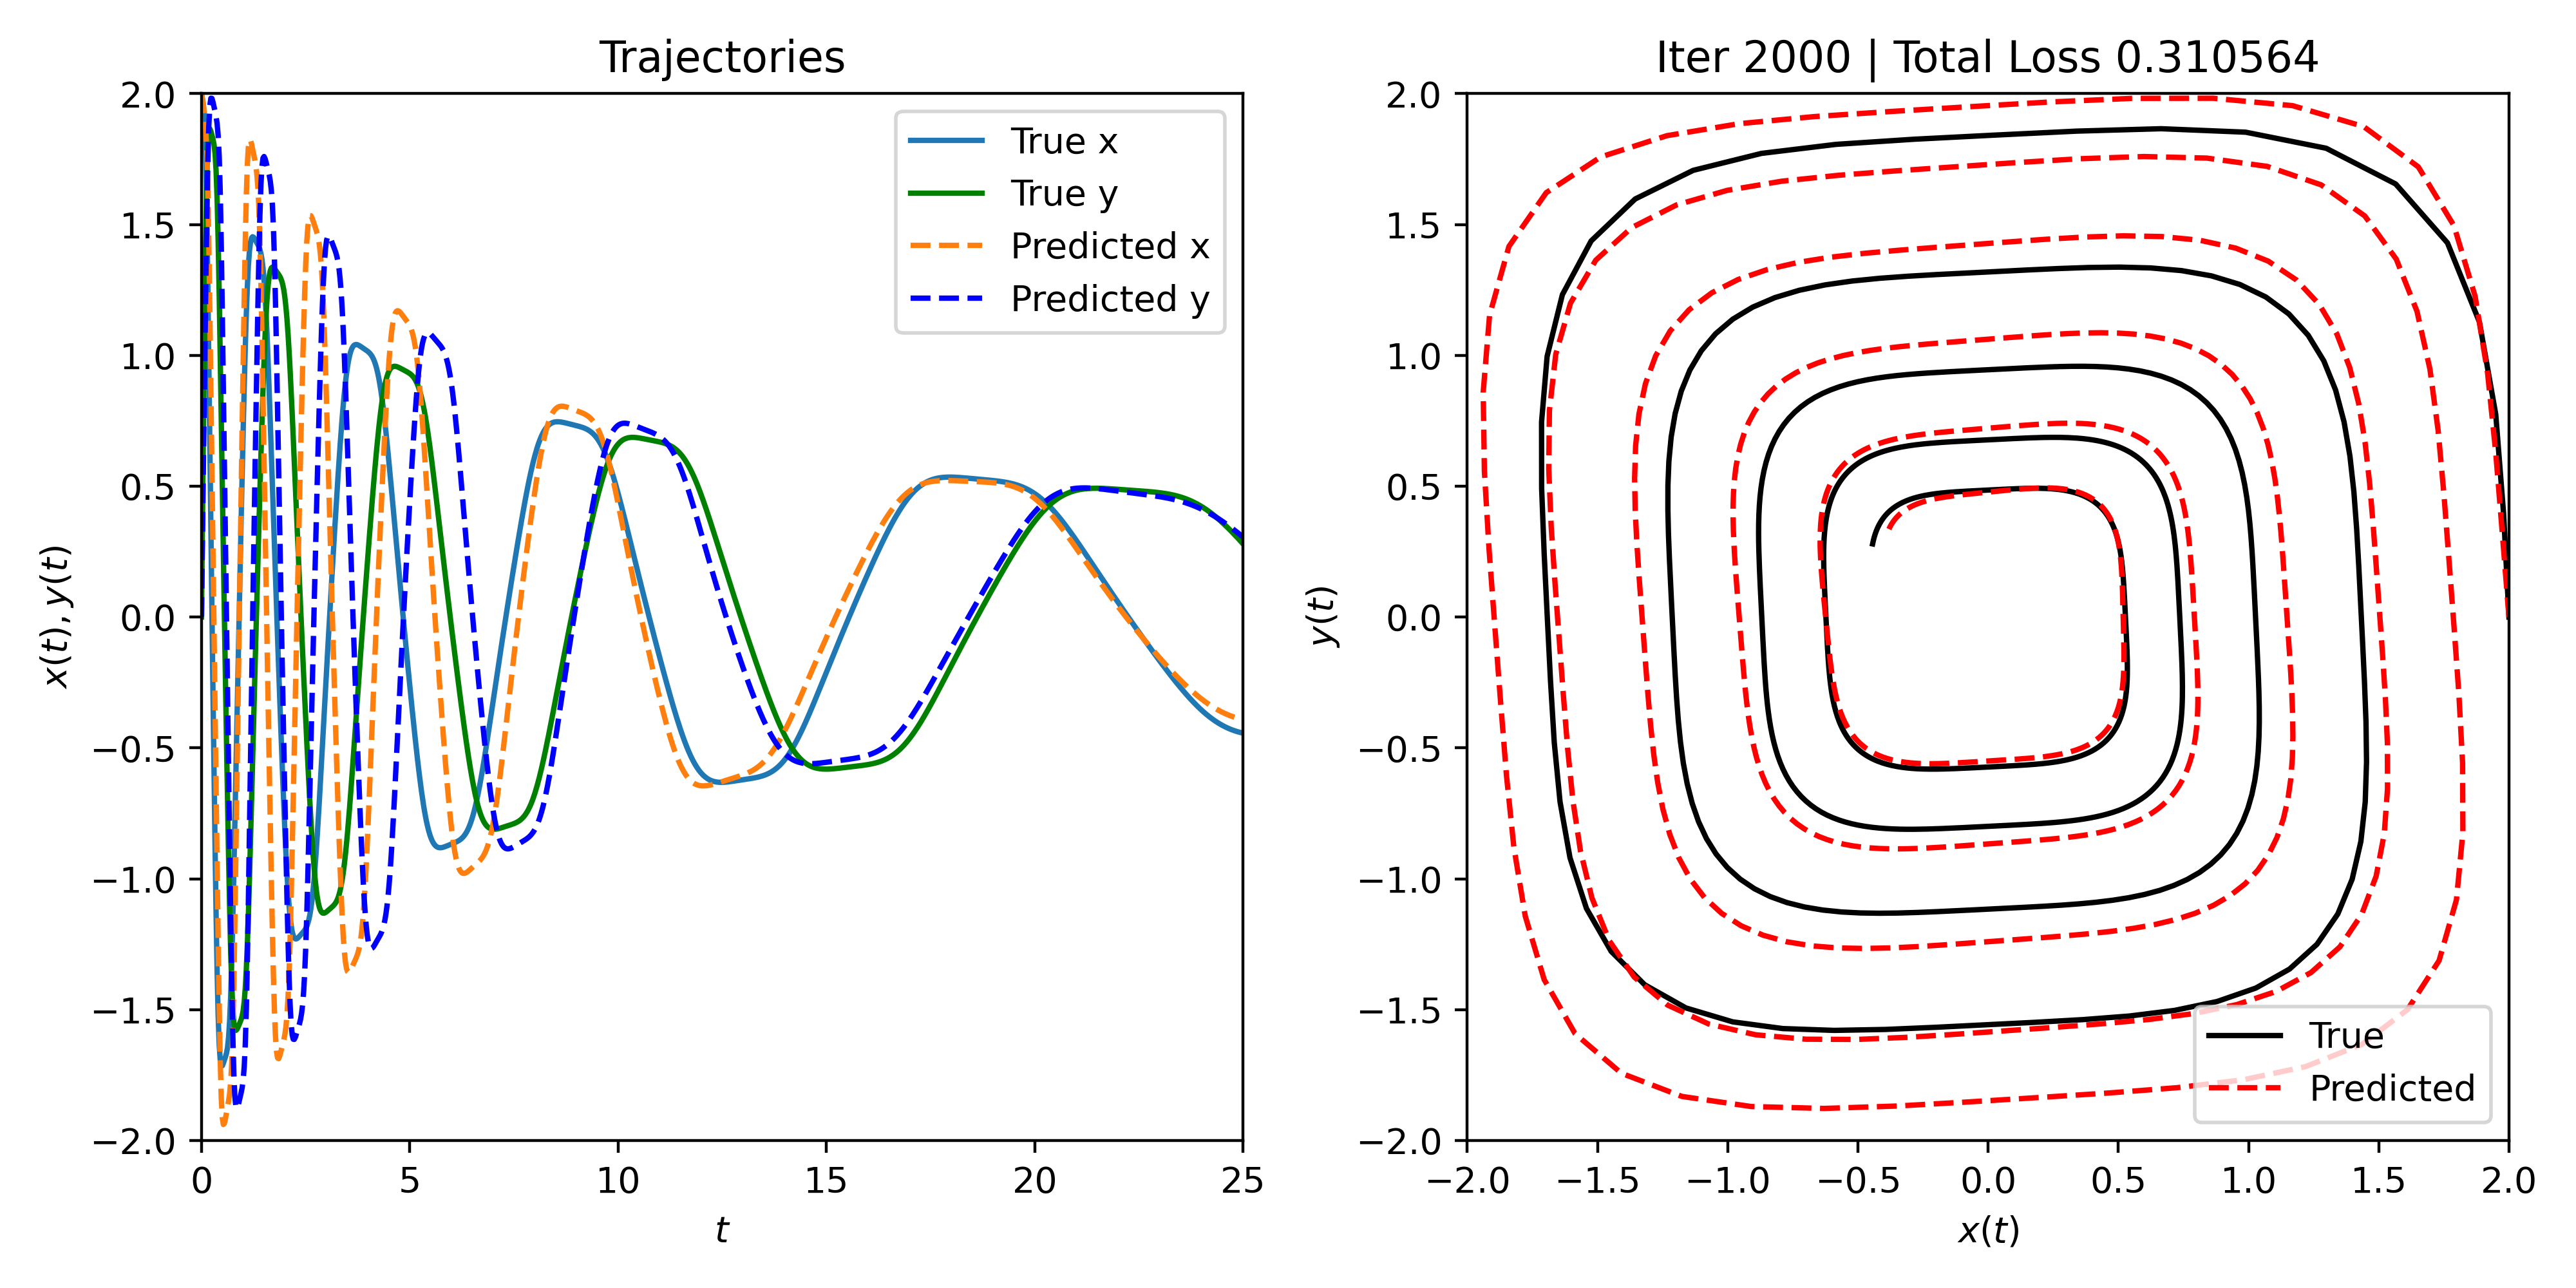 Trajectories
2.0
1.5
1.0
0.5
0.0
−0.5
−1.0
−1.5
−2.0
x(t), y(t)
0 5 10 15 20 25
t
True x
True y
Predicted x
Predicted y
Iter 2000 | Total Loss 0.310564
2.0
1.5
1.0
0.5
0.0
−0.5
−1.0
−1.5
−2.0
y(t)
−2.0 −1.5 −1.0 −0.5 0.0 0.5 1.0 1.5 2.0
x(t)
True
Predicted